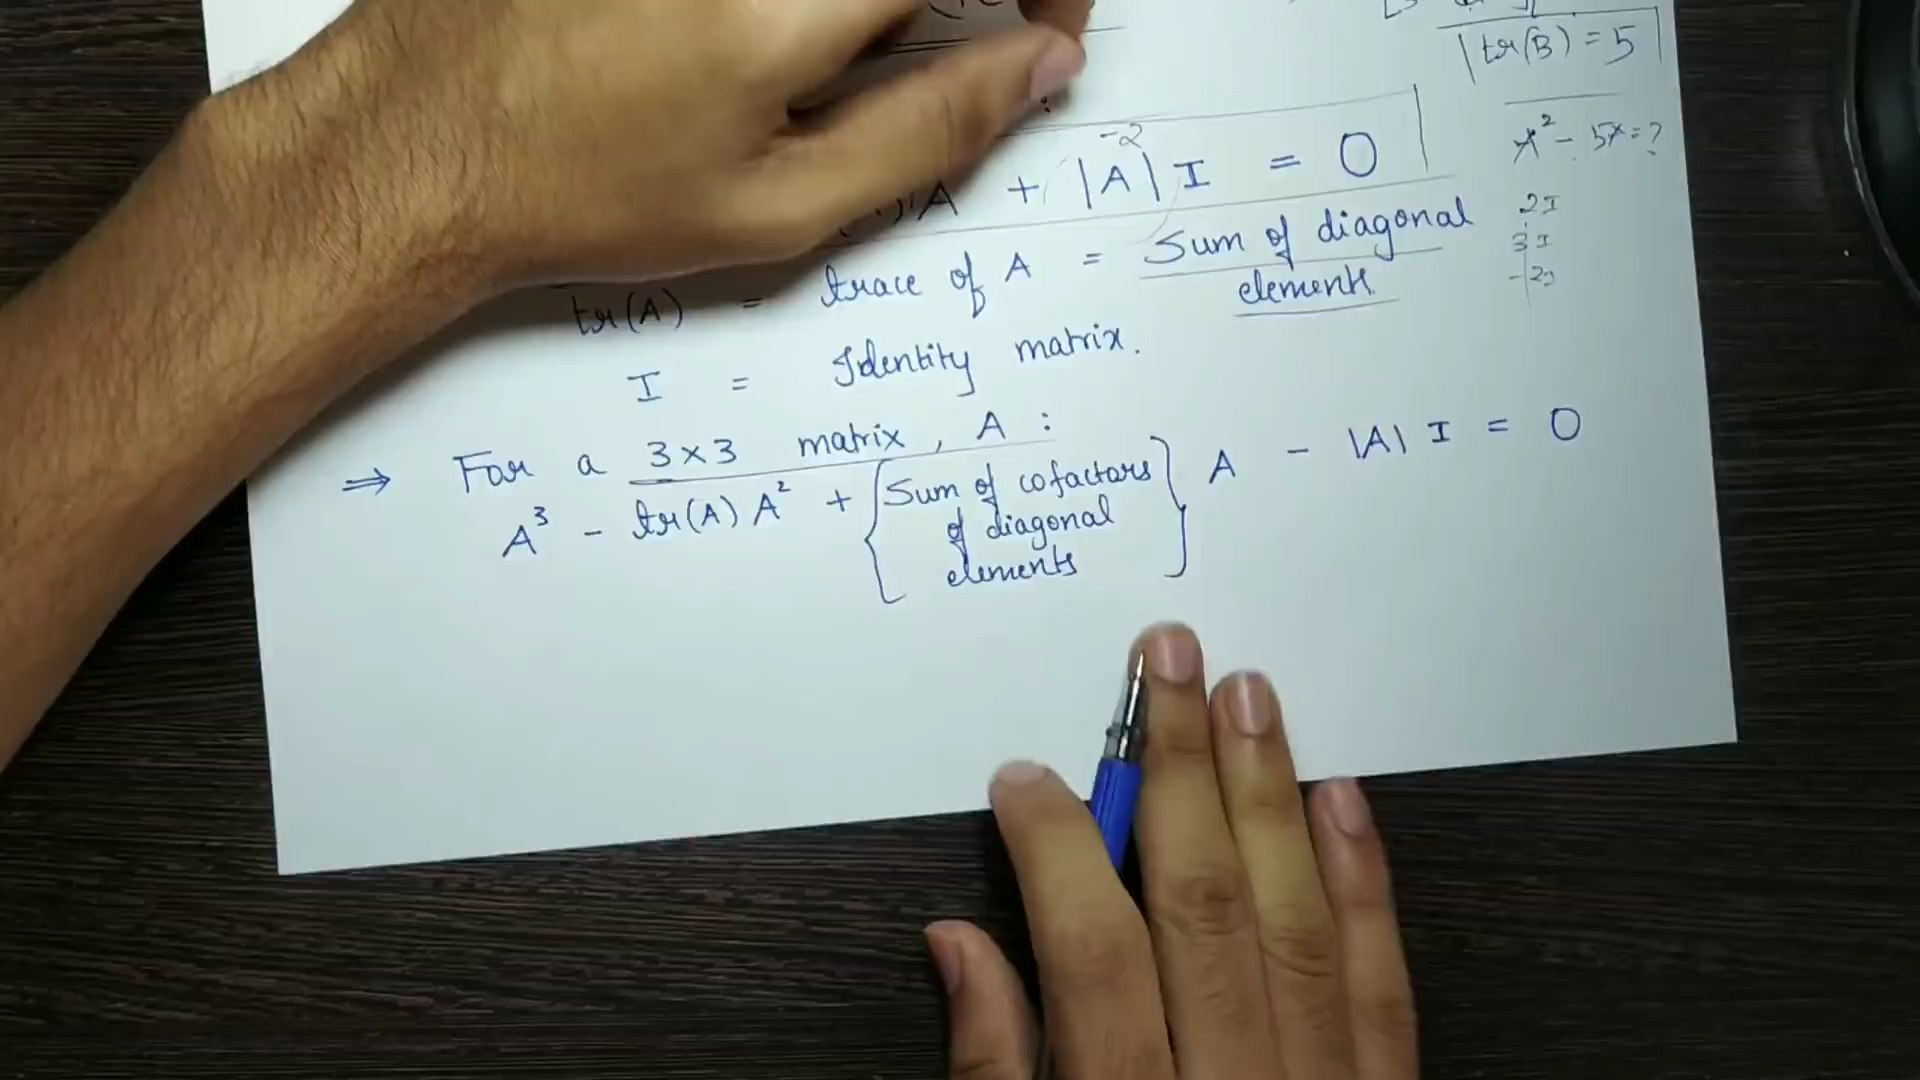 tr(B) = 5
-2
A + |A| I = 0
x² - 5x = ?
tr(A) = trace of A = Sum of diagonal
elements.
2I
3I
I = Identity matrix.
⇒ For a 3×3 matrix, A :
A³ - tr(A) A² + {Sum of cofactors
of diagonal
elements} A - |A| I = 0